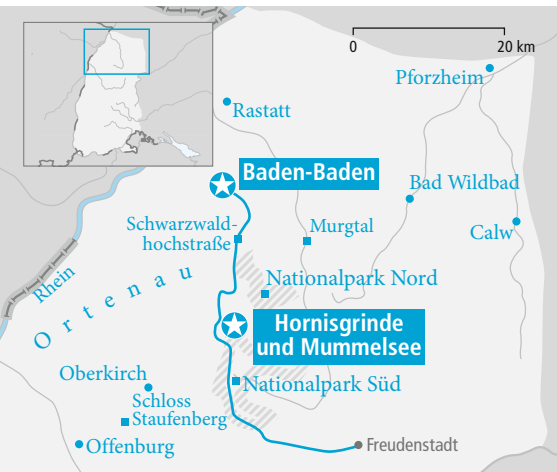 0 20 km
Pforzheim
Rastatt
Baden-Baden
Bad Wildbad
Schwarzwald-
hochstraße
Murgtal
Calw
Rhein
Ortenau
Nationalpark Nord
Hornisgrinde
und Mummelsee
Oberkirch
Nationalpark Süd
Schloss
Staufenberg
Offenburg
Freudenstadt